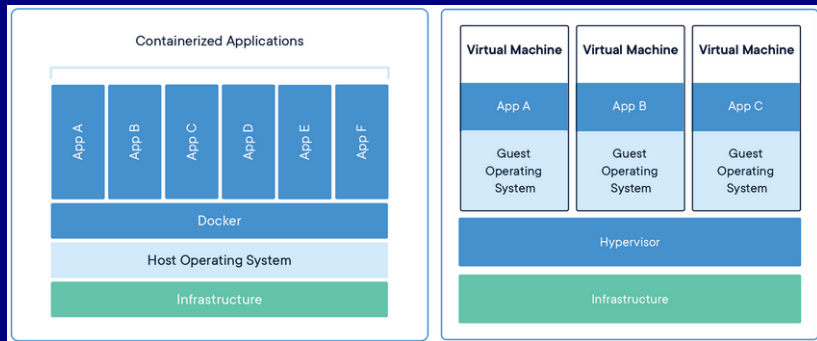 Containerized Applications
App A
App B
App C
App D
App E
App F
Docker
Host Operating System
Infrastructure
Virtual Machine
App A
Guest
Operating
System
Virtual Machine
App B
Guest
Operating
System
Virtual Machine
App C
Guest
Operating
System
Hypervisor
Infrastructure